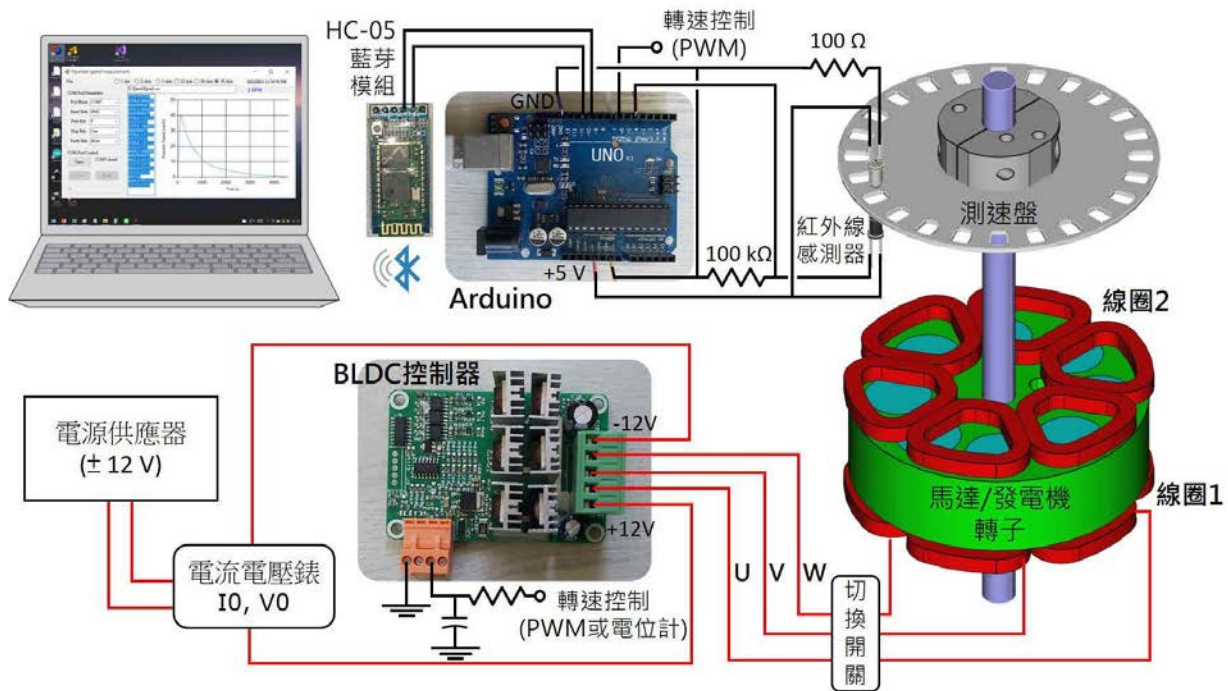 HC-05
藍芽
模組
轉速控制
(PWM)
100 Ω
GND
UNO
測速盤
紅外線
感測器
100 kΩ
+5 V
Arduino
線圈2
BLDC控制器
-12V
電源供應器
(± 12 V)
馬達/發電機
轉子
線圈1
+12V
電流電壓錶
I0, V0
U V W
切
換
開
關
轉速控制
(PWM或電位計)